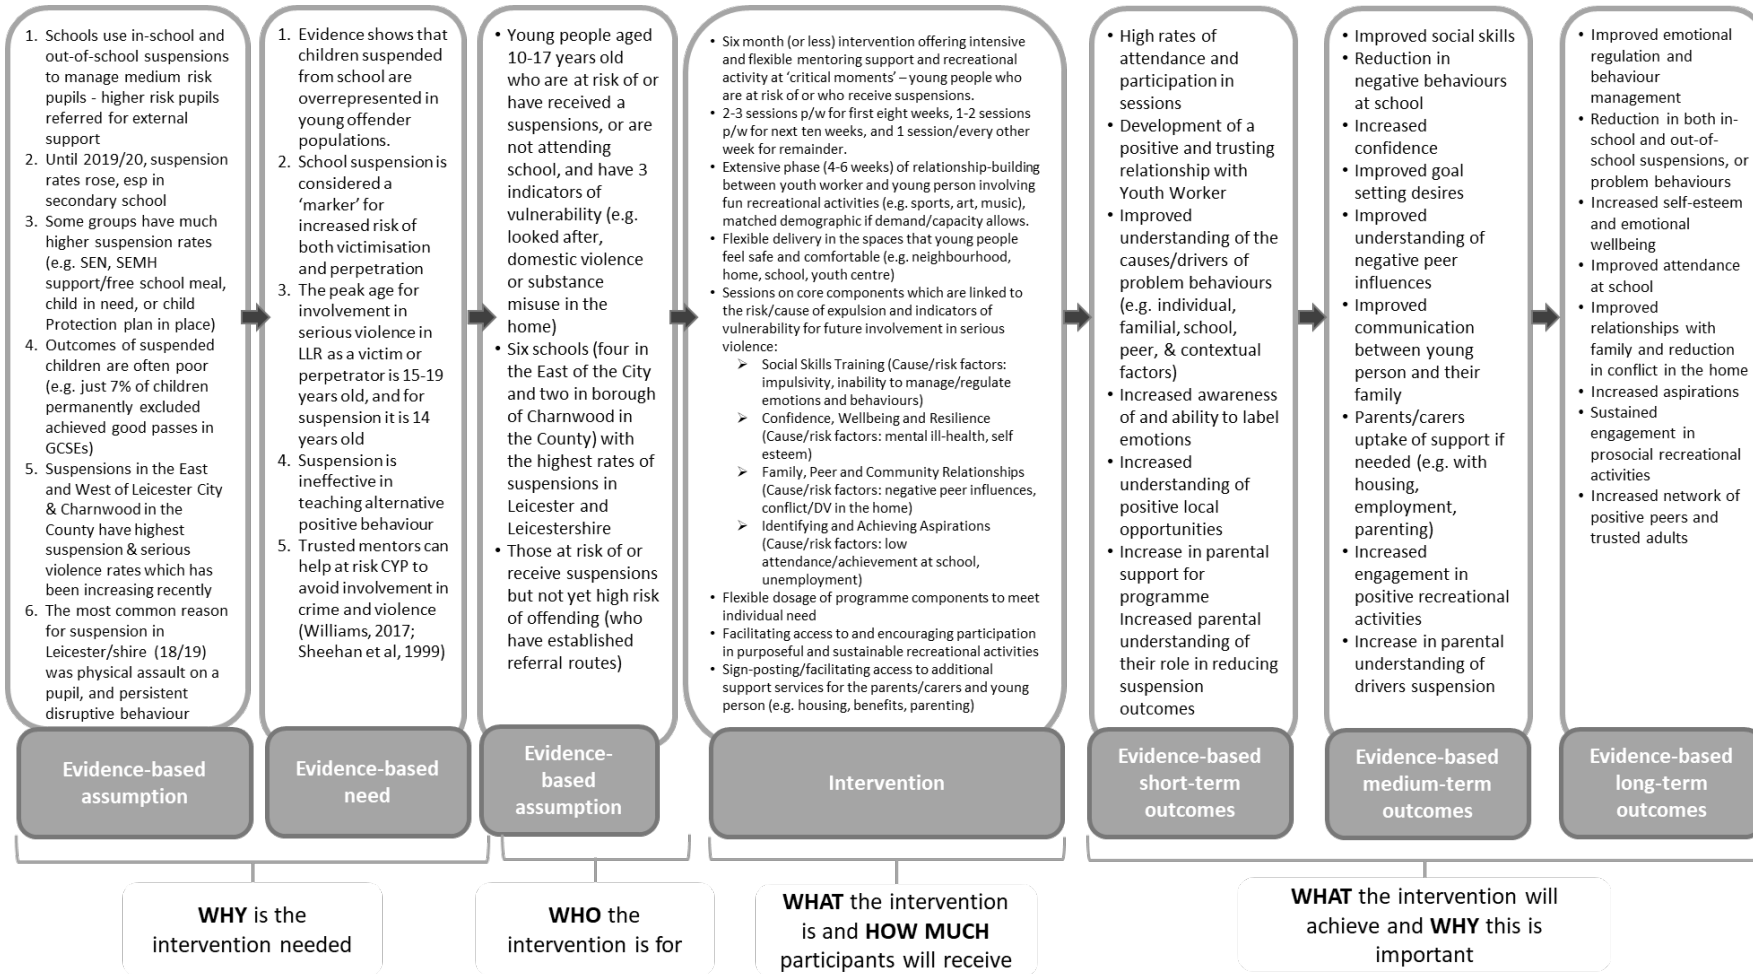 1. Schools use in-school and
out-of-school suspensions
to manage medium risk
pupils - higher risk pupils
referred for external
support
2. Until 2019/20, suspension
rates rose, esp in
secondary school
3. Some groups have much
higher suspension rates
(e.g. SEN, SEMH
support/free school meal,
child in need, or child
Protection plan in place)
4. Outcomes of suspended
children are often poor
(e.g. just 7% of children
permanently excluded
achieved good passes in
GCSEs)
5. Suspensions in the East
and West of Leicester City
& Charnwood in the
County have highest
suspension & serious
violence rates which has
been increasing recently
6. The most common reason
for suspension in
Leicester/shire (18/19)
was physical assault on a
pupil, and persistent
disruptive behaviour
Evidence-based
assumption
1. Evidence shows that
children suspended
from school are
overrepresented in
young offender
populations.
2. School suspension is
considered a
‘marker’ for
increased risk of
both victimisation
and perpetration
3. The peak age for
involvement in
serious violence in
LLR as a victim or
perpetrator is 15-19
years old, and for
suspension it is 14
years old
4. Suspension is
ineffective in
teaching alternative
positive behaviour
5. Trusted mentors can
help at risk CYP to
avoid involvement in
crime and violence
(Williams, 2017;
Sheehan et al, 1999)
Evidence-based
need
• Young people aged
10-17 years old
who are at risk of or
have received a
suspensions, or are
not attending
school, and have 3
indicators of
vulnerability (e.g.
looked after,
domestic violence
or substance
misuse in the
home)
• Six schools (four in
the East of the City
and two in borough
of Charnwood in
the County) with
the highest rates of
suspensions in
Leicester and
Leicestershire
• Those at risk of or
receive suspensions
but not yet high risk
of offending (who
have established
referral routes)
Evidence-
based
assumption
• Six month (or less) intervention offering intensive
and flexible mentoring support and recreational
activity at ‘critical moments’ – young people who
are at risk of or who receive suspensions.
• 2-3 sessions p/w for first eight weeks, 1-2 sessions
p/w for next ten weeks, and 1 session/every other
week for remainder.
• Extensive phase (4-6 weeks) of relationship-building
between youth worker and young person involving
fun recreational activities (e.g. sports, art, music),
matched demographic if demand/capacity allows.
• Flexible delivery in the spaces that young people
feel safe and comfortable (e.g. neighbourhood,
home, school, youth centre)
• Sessions on core components which are linked to
the risk/cause of expulsion and indicators of
vulnerability for future involvement in serious
violence:
➢ Social Skills Training (Cause/risk factors:
impulsivity, inability to manage/regulate
emotions and behaviours)
➢ Confidence, Wellbeing and Resilience
(Cause/risk factors: mental ill-health, self
esteem)
➢ Family, Peer and Community Relationships
(Cause/risk factors: negative peer influences,
conflict/DV in the home)
➢ Identifying and Achieving Aspirations
(Cause/risk factors: low
attendance/achievement at school,
unemployment)
• Flexible dosage of programme components to meet
individual need
• Facilitating access to and encouraging participation
in purposeful and sustainable recreational activities
• Sign-posting/facilitating access to additional
support services for the parents/carers and young
person (e.g. housing, benefits, parenting)
Intervention
• High rates of
attendance and
participation in
sessions
• Development of a
positive and trusting
relationship with
Youth Worker
• Improved
understanding of the
causes/drivers of
problem behaviours
(e.g. individual,
familial, school,
peer, & contextual
factors)
• Increased awareness
of and ability to label
emotions
• Increased
understanding of
positive local
opportunities
• Increase in parental
support for
programme
Increased parental
understanding of
their role in reducing
suspension
outcomes
Evidence-based
short-term
outcomes
• Improved social skills
• Reduction in
negative behaviours
at school
• Increased
confidence
• Improved goal
setting desires
• Improved
understanding of
negative peer
influences
• Improved
communication
between young
person and their
family
• Parents/carers
uptake of support if
needed (e.g. with
housing,
employment,
parenting)
• Increased
engagement in
positive recreational
activities
• Increase in parental
understanding of
drivers suspension
Evidence-based
medium-term
outcomes
• Improved emotional
regulation and
behaviour
management
• Reduction in both in-
school and out-of-
school suspensions, or
problem behaviours
• Increased self-esteem
and emotional
wellbeing
• Improved attendance
at school
• Improved
relationships with
family and reduction
in conflict in the home
• Increased aspirations
• Sustained
engagement in
prosocial recreational
activities
• Increased network of
positive peers and
trusted adults
Evidence-based
long-term
outcomes
WHY is the
intervention needed
WHO the
intervention is for
WHAT the intervention
is and HOW MUCH
participants will receive
WHAT the intervention will
achieve and WHY this is
important